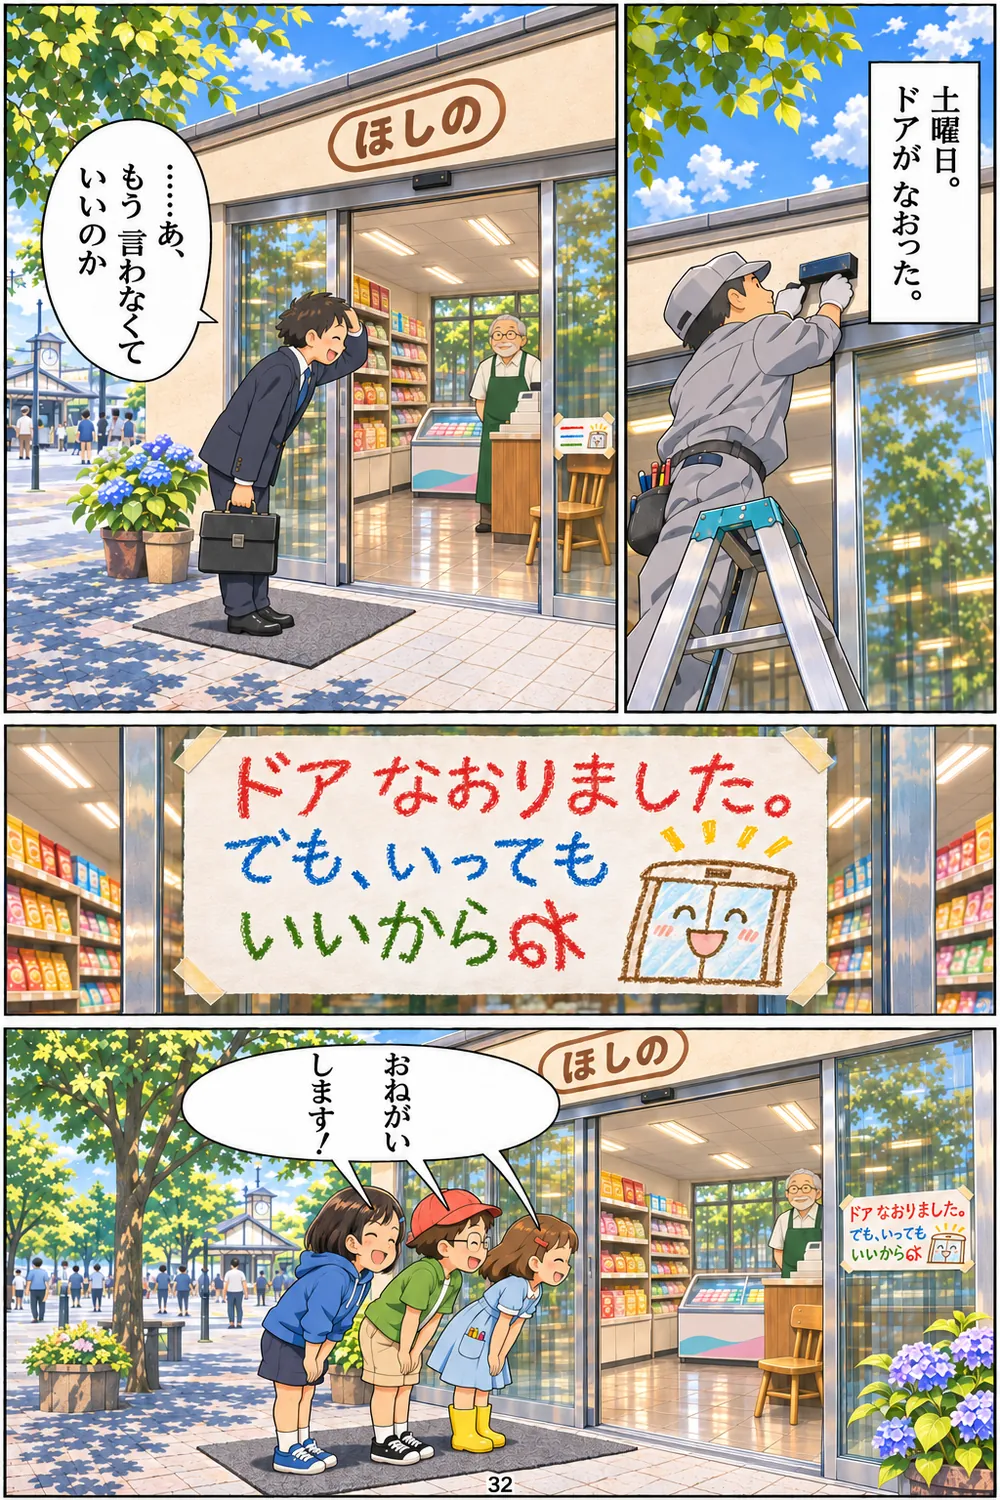 土曜日。
ドアが なおった。
ほしの
……あ、
もう 言わなくて
いいのか
ドア なおりました。
でも、いっても
いいから
おねがい
します！
ほしの
ドア なおりました。
でも、いっても
いいから
32